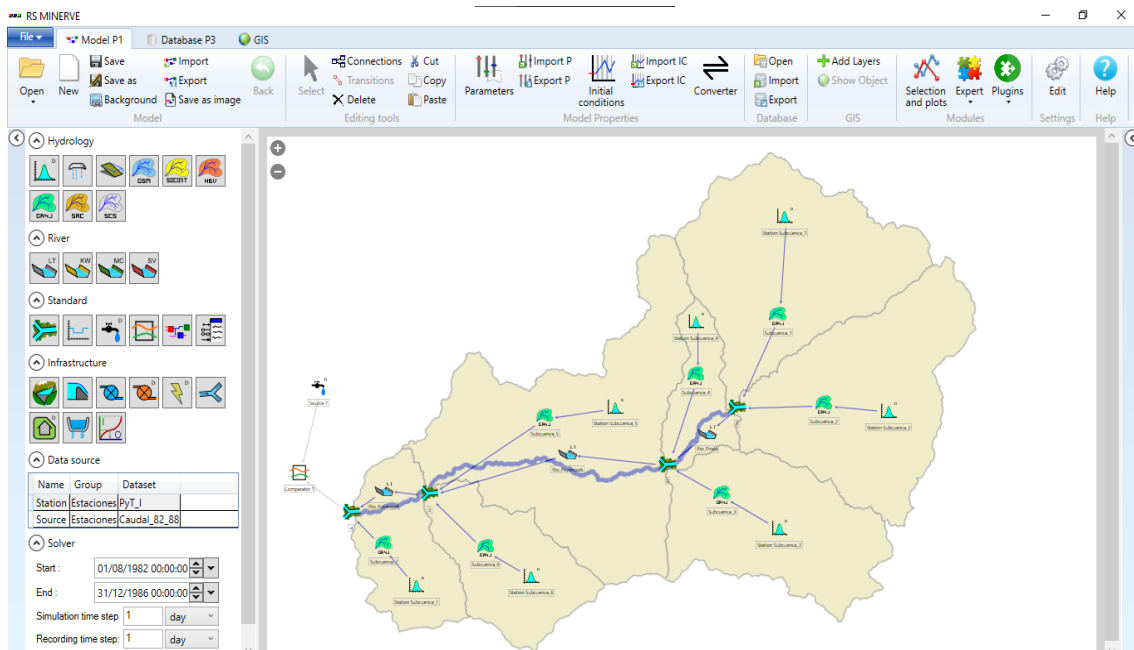 RS MINERVE
File
Model P1
Database P3
GIS
Open
New
Save
Save as
Background
Import
Export
Save as image
Back
Model
Select
Connections
Transitions
Delete
Cut
Copy
Paste
Editing tools
Parameters
Import P
Export P
Initial
conditions
Import IC
Export IC
Converter
Model Properties
Open
Import
Export
Database
Add Layers
Show Object
GIS
Selection
and plots
Expert
Plugins
Modules
Edit
Settings
Help
Help
Hydrology
D
GSM
SOCONT
HBV
GR4J
SAC
SCS
River
LT
KW
MC
SV
Standard
D
Infrastructure
D
D
D
Data source
Name Group Dataset
Station Estaciones PyT_I
Source Estaciones Caudal_82_88
Solver
Start : 01/08/1982 00:00:00
End : 31/12/1986 00:00:00
Simulation time step 1 day
Recording time step: 1 day
Station Subcuenca_1
Station Subcuenca_4
GR4J
Subcuenca_1
GR4J
Subcuenca_4
Source 1
GR4J
Subcuenca_5
Station Subcuenca_5
GR4J
Subcuenca_2
Station Subcuenca_2
Comparator 1
GR4J
Subcuenca_3
Station Subcuenca_3
GR4J
GR4J
Subcuenca_6
Station Subcuenca_6
Station Subcuenca_7